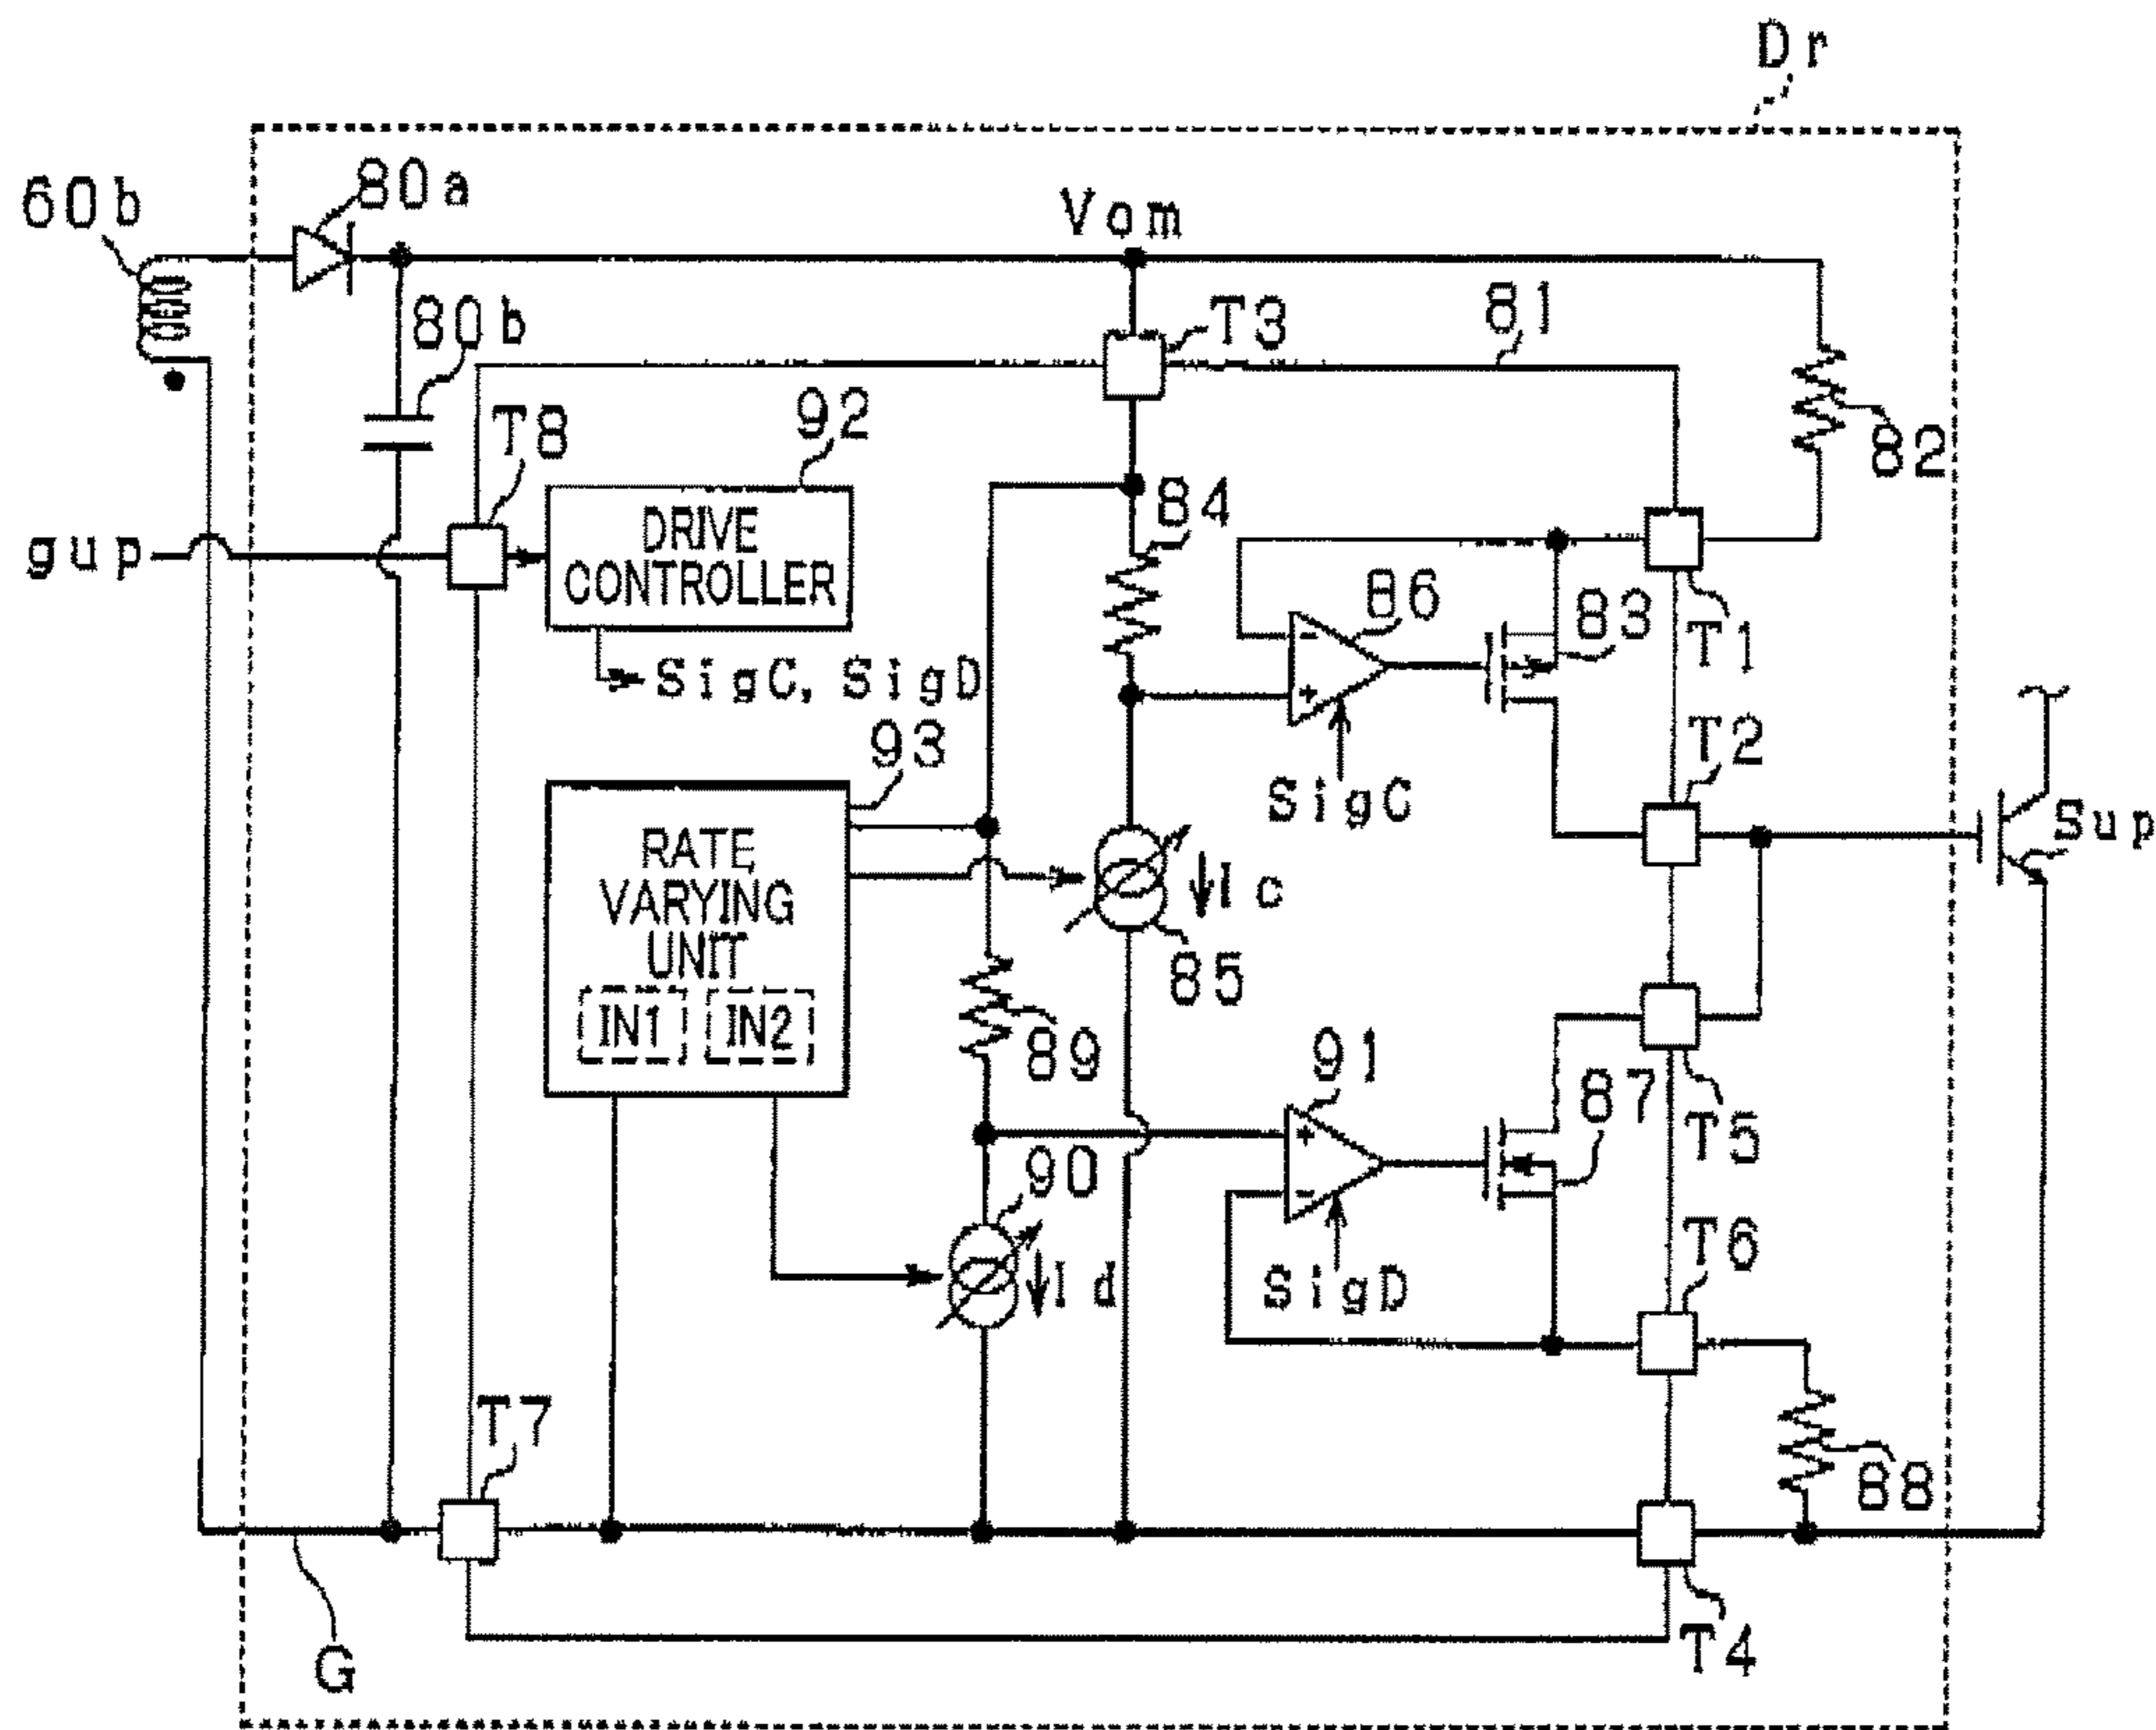 Dr
60b
80a
Vom
80b
T3
81
T8
92
82
84
gup
DRIVE
CONTROLLER
86
83
T1
SigC, SigD
T2
93
SigC
Sup
RATE
VARYING
UNIT
Ic
85
IN1
IN2
89
91
87
T5
90
T6
Id
SigD
T7
88
G
T4